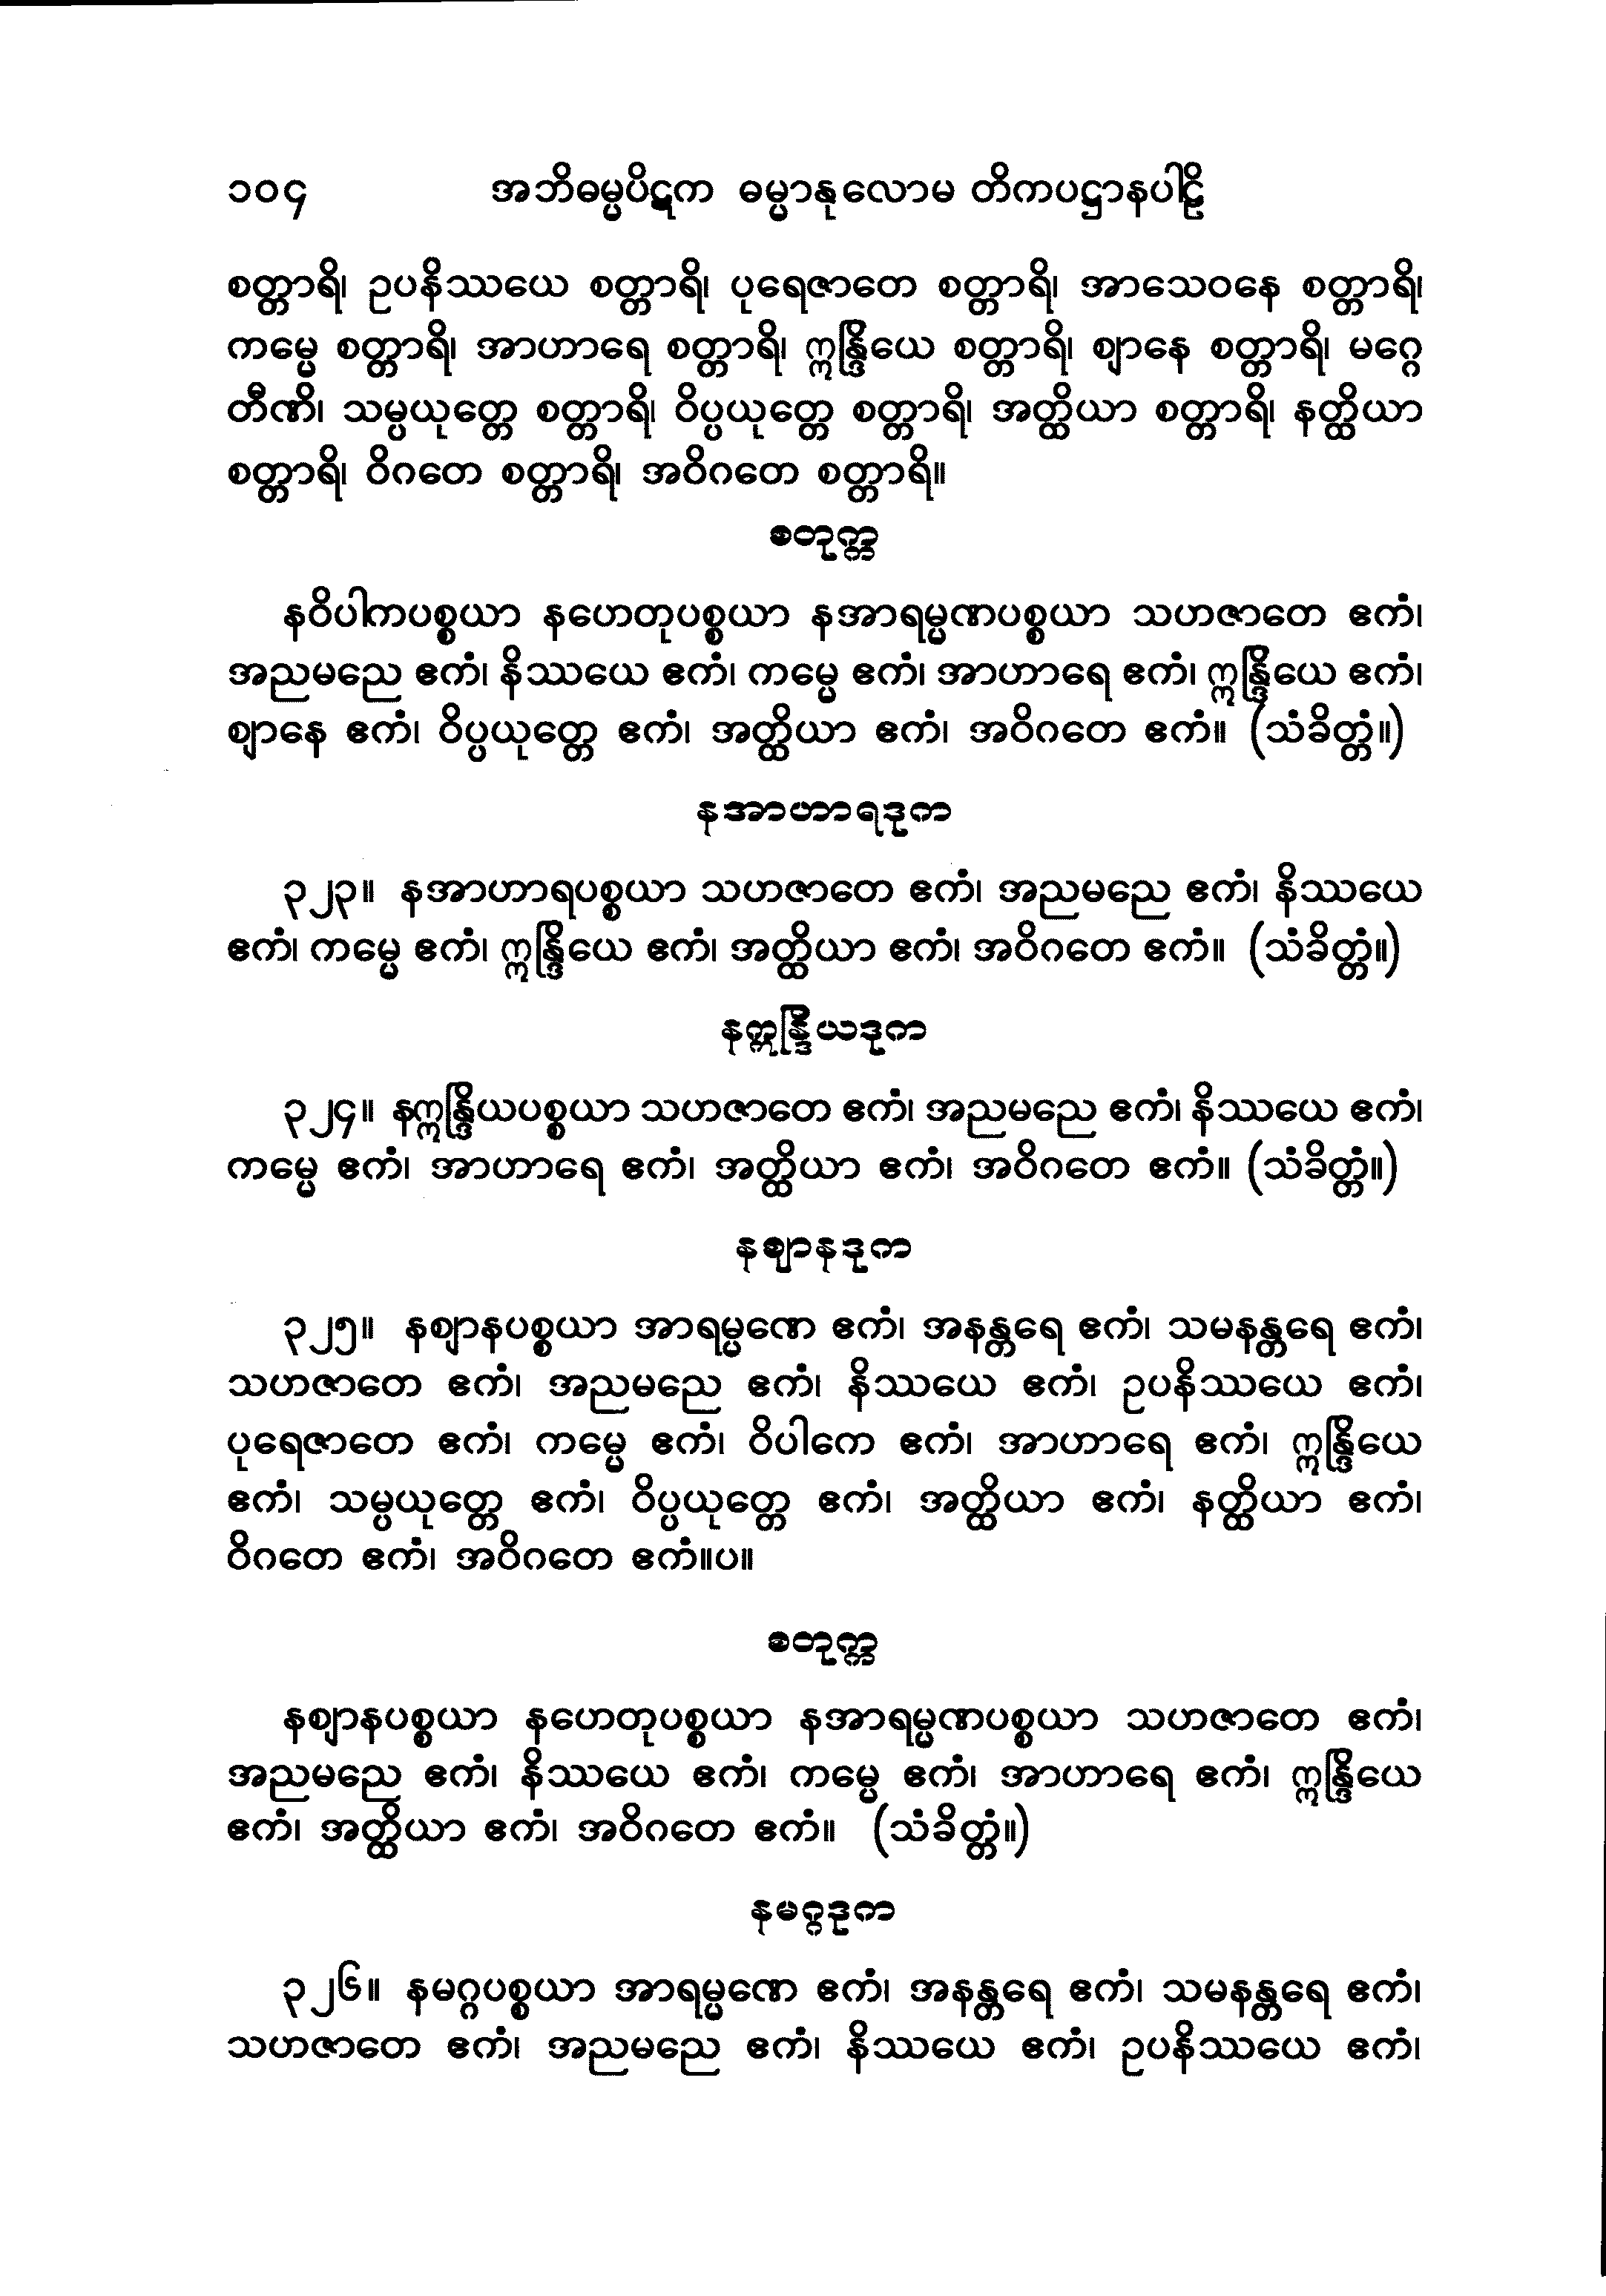 ၁၀၄ အဘိဓမ္မပိဋက ဓမ္မာနုလောမ တိကပဋ္ဌာနပါဠိ
စတ္တာရိ၊ ဥပနိဿယေ စတ္တာရိ၊ ပုရေဇာတေ စတ္တာရိ၊ အာသေဝနေ စတ္တာရိ၊
ကမ္မေ စတ္တာရိ၊ အာဟာရေ စတ္တာရိ၊ ဣန္ဒြိယေ စတ္တာရိ၊ ဈာနေ စတ္တာရိ၊ မဂ္ဂေ
တီဏိ၊ သမ္ပယုတ္တေ စတ္တာရိ၊ ဝိပ္ပယုတ္တေ စတ္တာရိ၊ အတ္ထိယာ စတ္တာရိ၊ နတ္ထိယာ
စတ္တာရိ၊ ဝိဂတေ စတ္တာရိ၊ အဝိဂတေ စတ္တာရိ။
စတုက္က
နဝိပါကပစ္စယာ နဟေတုပစ္စယာ နအာရမ္မဏပစ္စယာ သဟဇာတေ ဧကံ၊
အညမညေ ဧကံ၊ နိဿယေ ဧကံ၊ ကမ္မေ ဧကံ၊ အာဟာရေ ဧကံ၊ ဣန္ဒြိယေ ဧကံ၊
ဈာနေ ဧကံ၊ ဝိပ္ပယုတ္တေ ဧကံ၊ အတ္ထိယာ ဧကံ၊ အဝိဂတေ ဧကံ။ (သံခိတ္တံ။)
နအာဟာရဒုက
၃၂၃။ နအာဟာရပစ္စယာ သဟဇာတေ ဧကံ၊ အညမညေ ဧကံ၊ နိဿယေ
ဧကံ၊ ကမ္မေ ဧကံ၊ ဣန္ဒြိယေ ဧကံ၊ အတ္ထိယာ ဧကံ၊ အဝိဂတေ ဧကံ။ (သံခိတ္တံ။)
နဣန္ဒြိယဒုက
၃၂၄။ နဣန္ဒြိယပစ္စယာ သဟဇာတေ ဧကံ၊ အညမညေ ဧကံ၊ နိဿယေ ဧကံ၊
ကမ္မေ ဧကံ၊ အာဟာရေ ဧကံ၊ အတ္ထိယာ ဧကံ၊ အဝိဂတေ ဧကံ။ (သံခိတ္တံ။)
နဈာနဒုက
၃၂၅။ နဈာနပစ္စယာ အာရမ္မဏေ ဧကံ၊ အနန္တရေ ဧကံ၊ သမနန္တရေ ဧကံ၊
သဟဇာတေ ဧကံ၊ အညမညေ ဧကံ၊ နိဿယေ ဧကံ၊ ဥပနိဿယေ ဧကံ၊
ပုရေဇာတေ ဧကံ၊ ကမ္မေ ဧကံ၊ ဝိပါကေ ဧကံ၊ အာဟာရေ ဧကံ၊ ဣန္ဒြိယေ
ဧကံ၊ သမ္ပယုတ္တေ ဧကံ၊ ဝိပ္ပယုတ္တေ ဧကံ၊ အတ္ထိယာ ဧကံ၊ နတ္ထိယာ ဧကံ၊
ဝိဂတေ ဧကံ၊ အဝိဂတေ ဧကံ။ပ။
စတုက္က
နဈာနပစ္စယာ နဟေတုပစ္စယာ နအာရမ္မဏပစ္စယာ သဟဇာတေ ဧကံ၊
အညမညေ ဧကံ၊ နိဿယေ ဧကံ၊ ကမ္မေ ဧကံ၊ အာဟာရေ ဧကံ၊ ဣန္ဒြိယေ
ဧကံ၊ အတ္ထိယာ ဧကံ၊ အဝိဂတေ ဧကံ။ (သံခိတ္တံ။)
နမဂ္ဂဒုက
၃၂၆။ နမဂ္ဂပစ္စယာ အာရမ္မဏေ ဧကံ၊ အနန္တရေ ဧကံ၊ သမနန္တရေ ဧကံ၊
သဟဇာတေ ဧကံ၊ အညမညေ ဧကံ၊ နိဿယေ ဧကံ၊ ဥပနိဿယေ ဧကံ၊